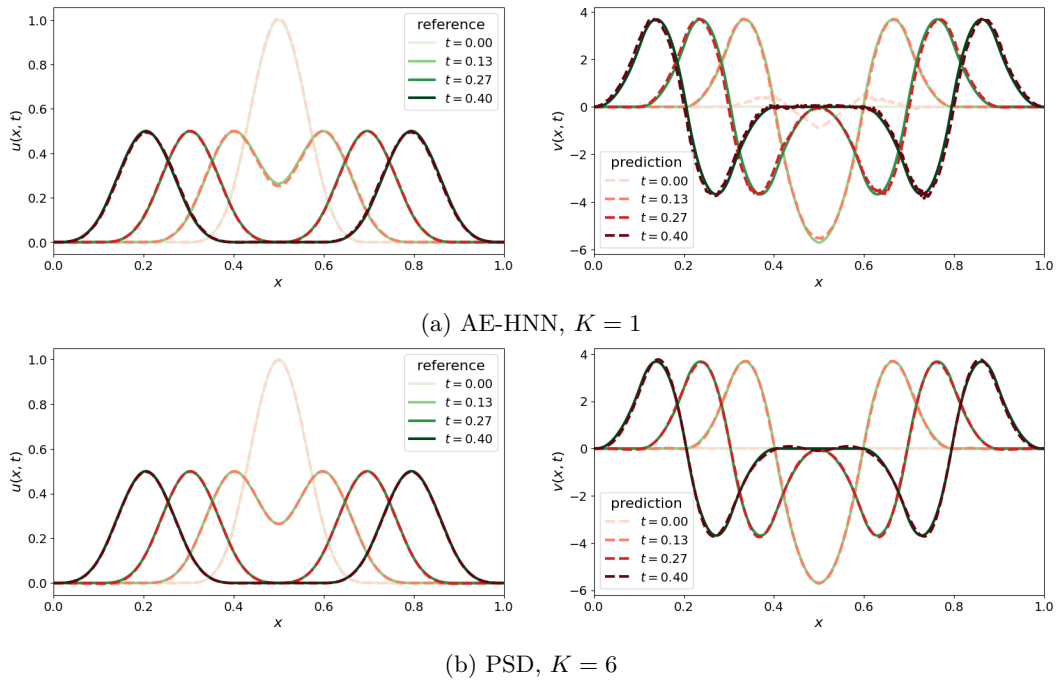 1.0
0.8
0.6
0.4
0.2
0.0
u(x, t)
reference
t = 0.00
t = 0.13
t = 0.27
t = 0.40
0.0 0.2 0.4 0.6 0.8 1.0
x
4
2
0
−2
−4
−6
v(x, t)
prediction
t = 0.00
t = 0.13
t = 0.27
t = 0.40
0.0 0.2 0.4 0.6 0.8 1.0
x
(a) AE-HNN, K = 1
1.0
0.8
0.6
0.4
0.2
0.0
u(x, t)
reference
t = 0.00
t = 0.13
t = 0.27
t = 0.40
0.0 0.2 0.4 0.6 0.8 1.0
x
4
2
0
−2
−4
−6
v(x, t)
prediction
t = 0.00
t = 0.13
t = 0.27
t = 0.40
0.0 0.2 0.4 0.6 0.8 1.0
x
(b) PSD, K = 6